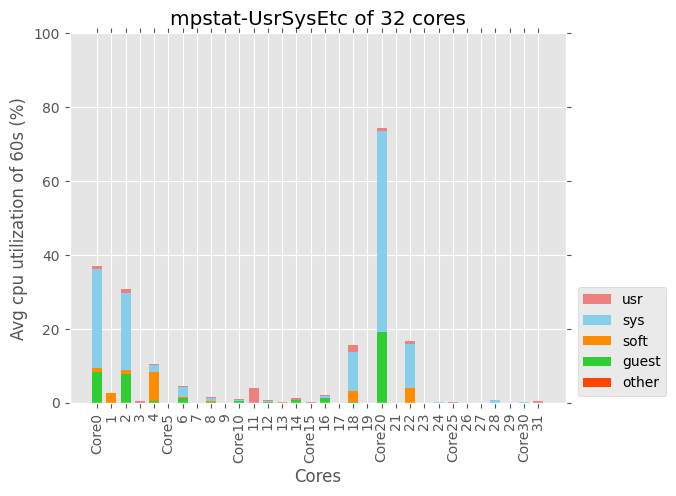 mpstat-UsrSysEtc of 32 cores
Avg cpu utilization of 60s (%)
100
80
60
40
20
0
Core0
1
2
3
4
Core5
6
7
8
9
Core10
11
12
13
14
Core15
16
17
18
19
Core20
21
22
23
24
Core25
26
27
28
29
Core30
31
Cores
usr
sys
soft
guest
other